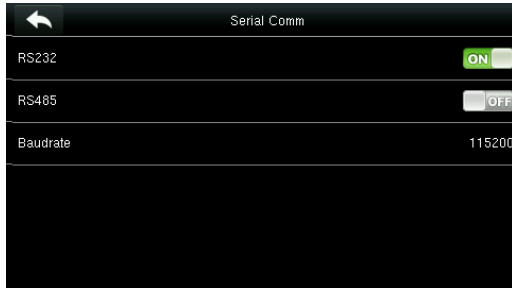 Serial Comm
RS232 ON
RS485 OFF
Baudrate 115200